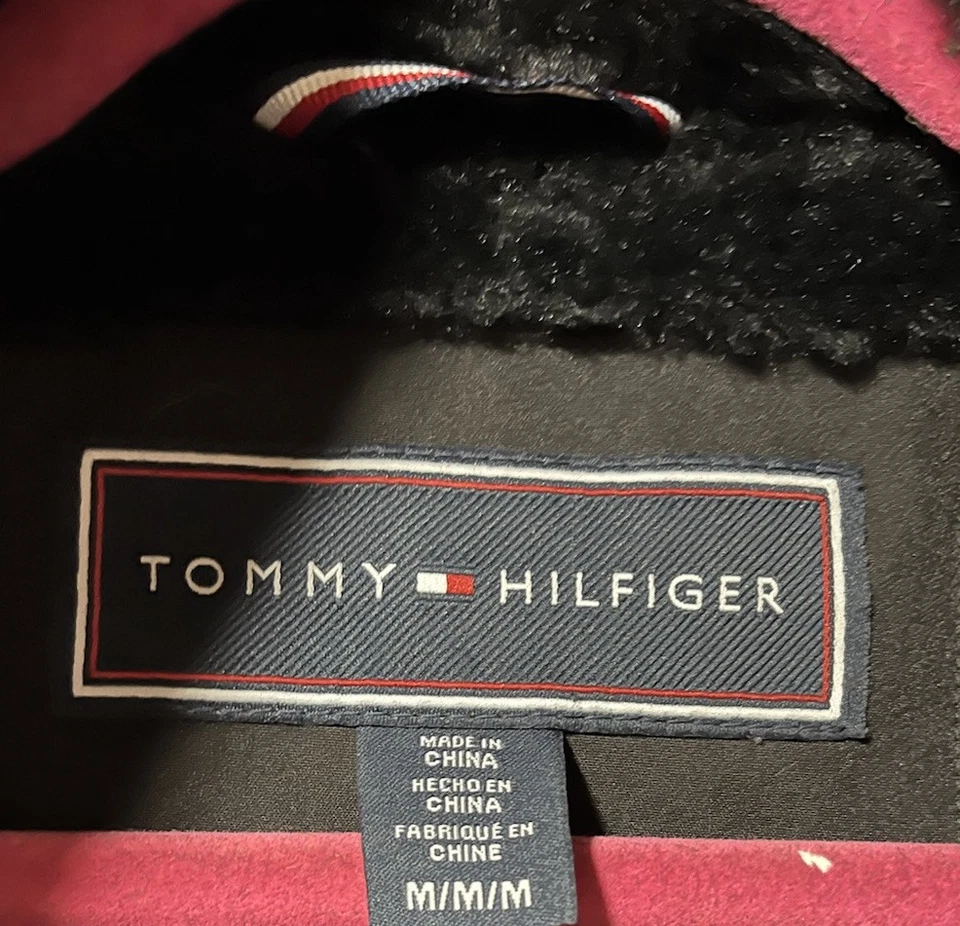 TOMMY HILFIGER
MADE IN
CHINA
HECHO EN
CHINA
FABRIQUÉ EN
CHINE
M/M/M